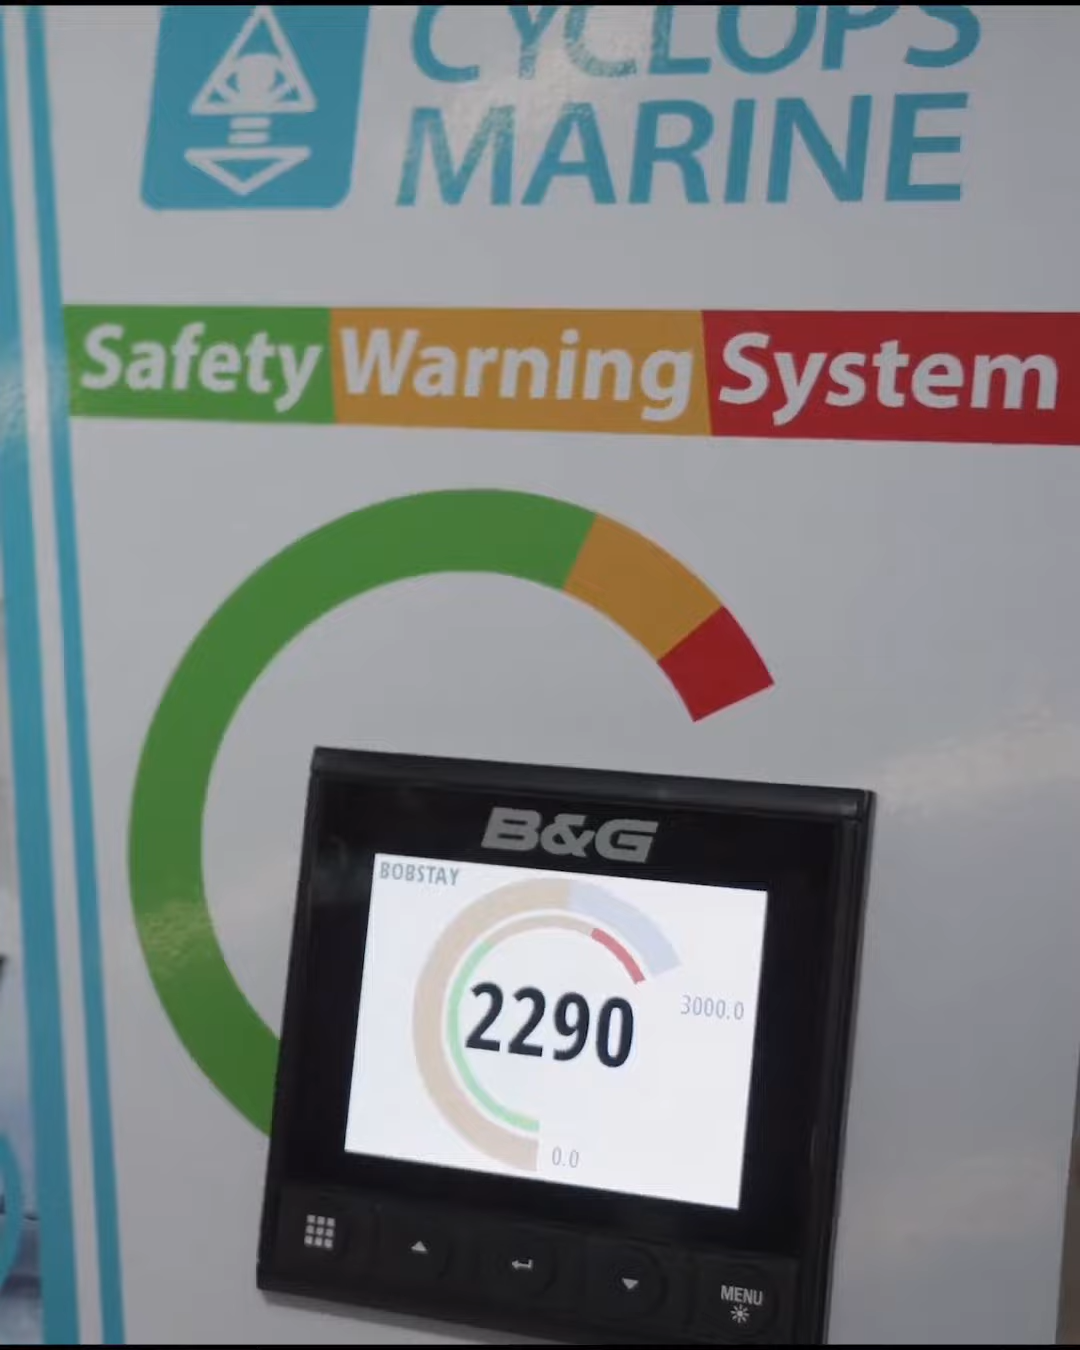 CYCLOPS
MARINE
Safety Warning System
B&G
BOBSTAY
2290
3000.0
0.0
MENU